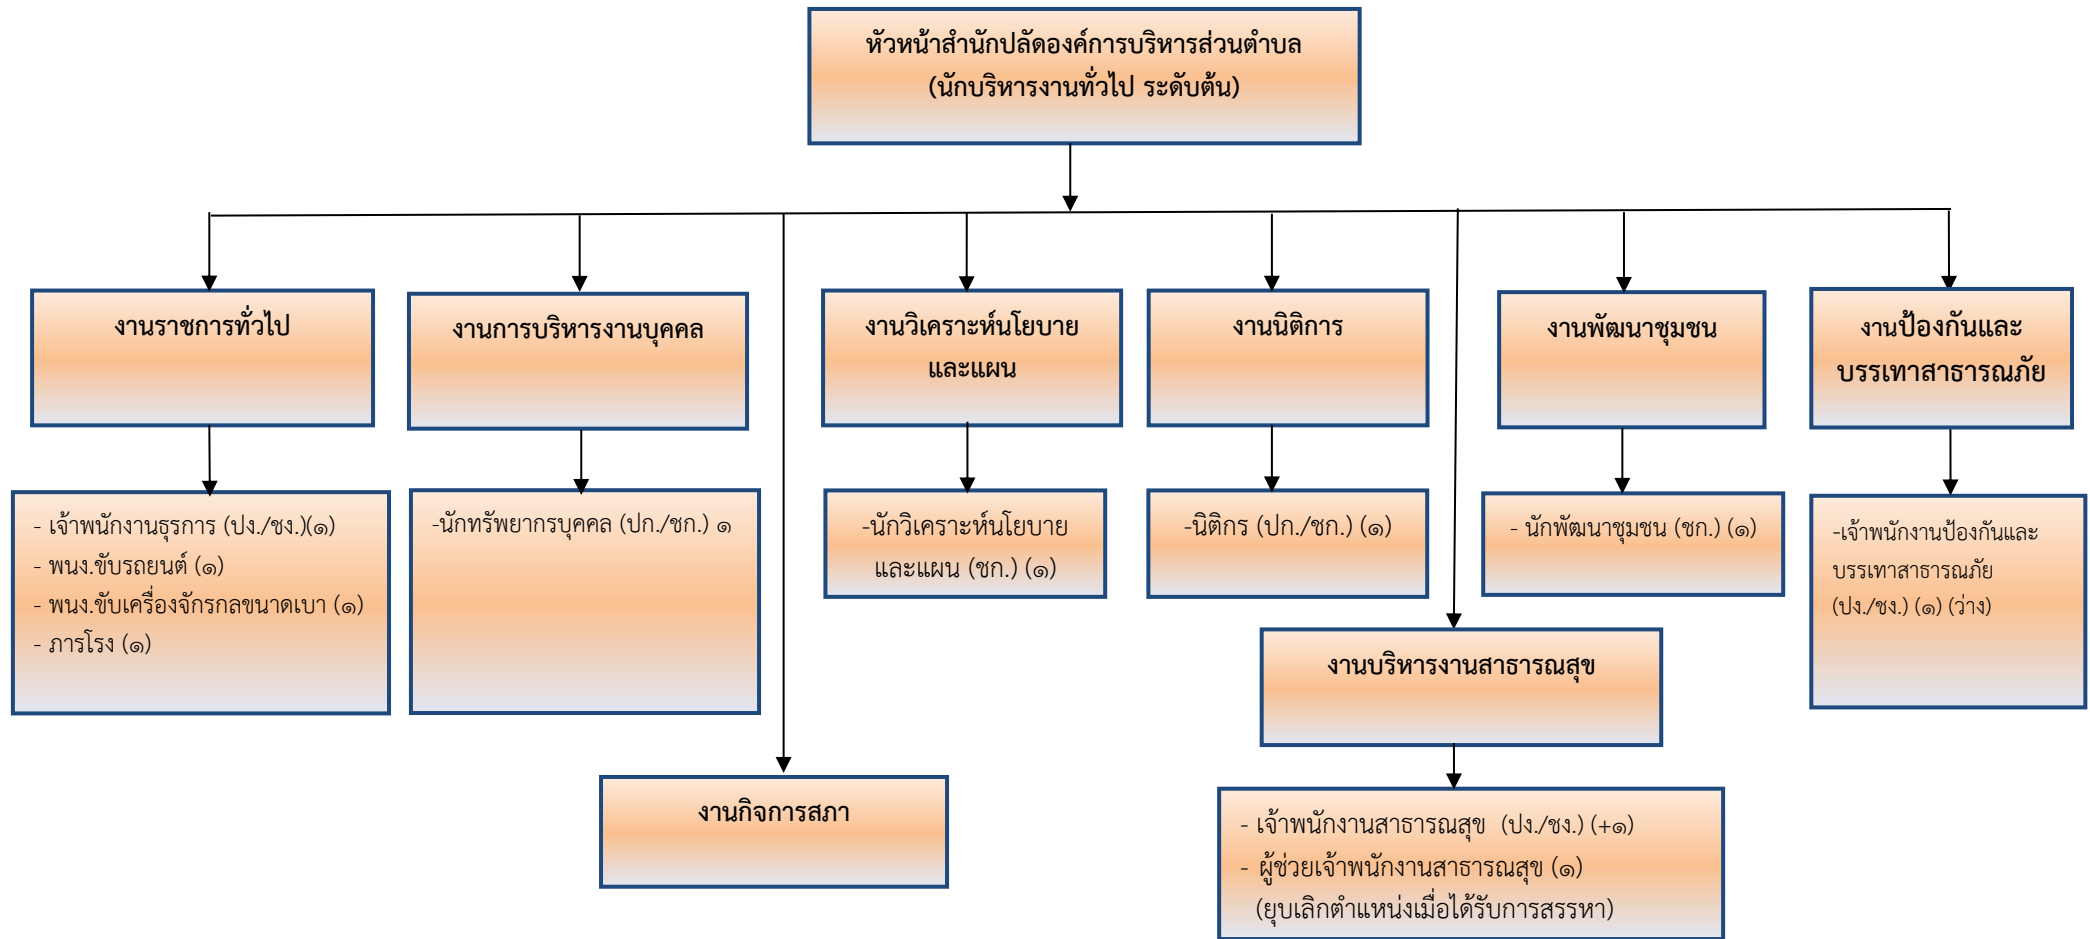 หัวหน้าสำนักปลัดองค์การบริหารส่วนตำบล
(นักบริหารงานทั่วไป ระดับต้น)
งานราชการทั่วไป
งานการบริหารงานบุคคล
งานวิเคราะห์นโยบาย
และแผน
งานนิติการ
งานพัฒนาชุมชน
งานป้องกันและ
บรรเทาสาธารณภัย
- เจ้าพนักงานธุรการ (ปง./ชง.)(๑)
- พนง.ขับรถยนต์ (๑)
- พนง.ขับเครื่องจักรกลขนาดเบา (๑)
- ภารโรง (๑)
-นักทรัพยากรบุคคล (ปก./ชก.) ๑
-นักวิเคราะห์นโยบาย
และแผน (ชก.) (๑)
-นิติกร (ปก./ชก.) (๑)
- นักพัฒนาชุมชน (ชก.) (๑)
-เจ้าพนักงานป้องกันและ
บรรเทาสาธารณภัย
(ปง./ชง.) (๑) (ว่าง)
งานบริหารงานสาธารณสุข
งานกิจการสภา
- เจ้าพนักงานสาธารณสุข (ปง./ชง.) (+๑)
- ผู้ช่วยเจ้าพนักงานสาธารณสุข (๑)
(ยุบเลิกตำแหน่งเมื่อได้รับการสรรหา)